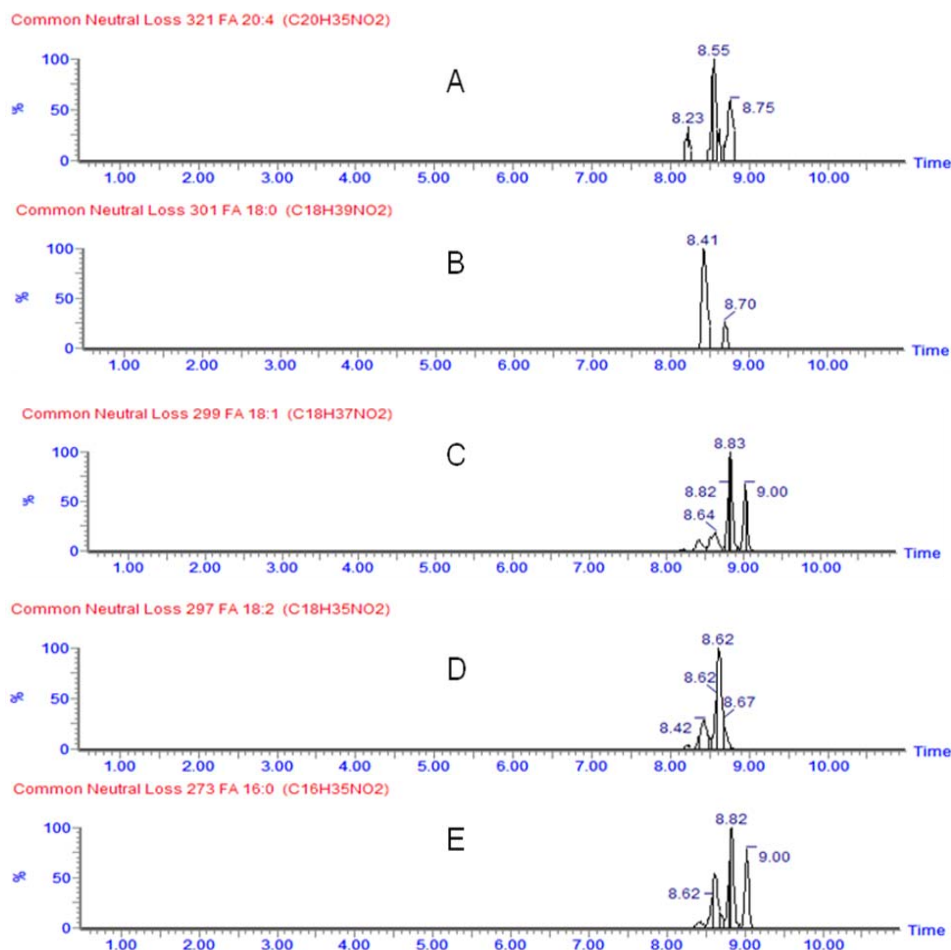 Common Neutral Loss 321 FA 20:4 (C20H35NO2)
A
8.55
8.75
8.23
100
50
0
%
1.00 2.00 3.00 4.00 5.00 6.00 7.00 8.00 9.00 10.00
Time
Common Neutral Loss 301 FA 18:0 (C18H39NO2)
B
8.41
8.70
100
50
0
%
1.00 2.00 3.00 4.00 5.00 6.00 7.00 8.00 9.00 10.00
Time
Common Neutral Loss 299 FA 18:1 (C18H37NO2)
C
8.83
8.82
9.00
8.64
100
50
0
%
1.00 2.00 3.00 4.00 5.00 6.00 7.00 8.00 9.00 10.00
Time
Common Neutral Loss 297 FA 18:2 (C18H35NO2)
D
8.62
8.62
8.67
8.42
100
50
0
%
1.00 2.00 3.00 4.00 5.00 6.00 7.00 8.00 9.00 10.00
Time
Common Neutral Loss 273 FA 16:0 (C16H35NO2)
E
8.82
9.00
8.62
100
50
0
%
1.00 2.00 3.00 4.00 5.00 6.00 7.00 8.00 9.00 10.00
Time